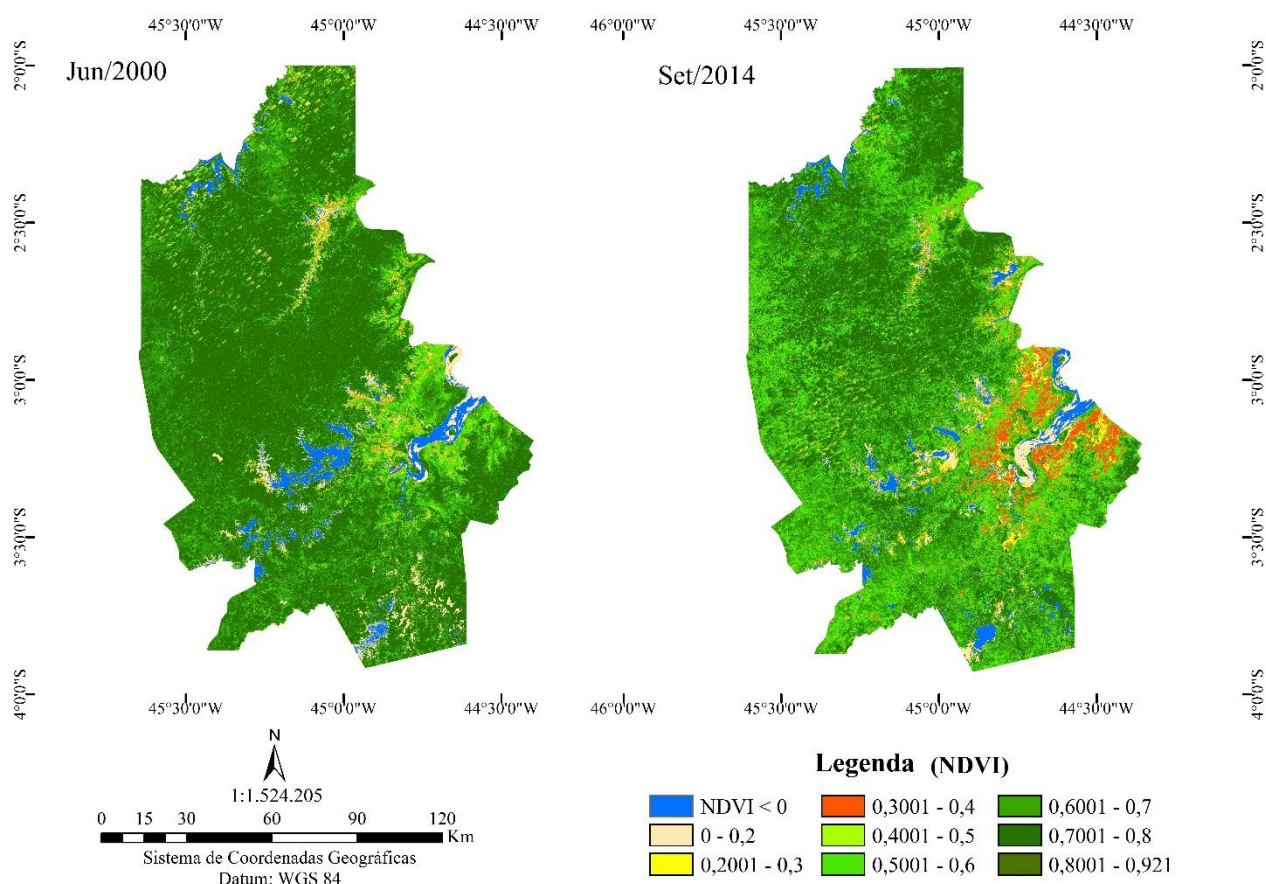 45°30'0"W 45°0'0"W 44°30'0"W 46°0'0"W 45°30'0"W 45°0'0"W 44°30'0"W
Jun/2000
Set/2014
2°0'0"S
2°30'0"S
3°0'0"S
3°30'0"S
4°0'0"S
2°0'0"S
2°30'0"S
3°0'0"S
3°30'0"S
4°0'0"S
45°30'0"W 45°0'0"W 44°30'0"W 46°0'0"W 45°30'0"W 45°0'0"W 44°30'0"W
N
1:1.524.205
0 15 30 60 90 120
Km
Sistema de Coordenadas Geográficas
Datum: WGS 84
Legenda (NDVI)
NDVI < 0
0 - 0,2
0,2001 - 0,3
0,3001 - 0,4
0,4001 - 0,5
0,5001 - 0,6
0,6001 - 0,7
0,7001 - 0,8
0,8001 - 0,921